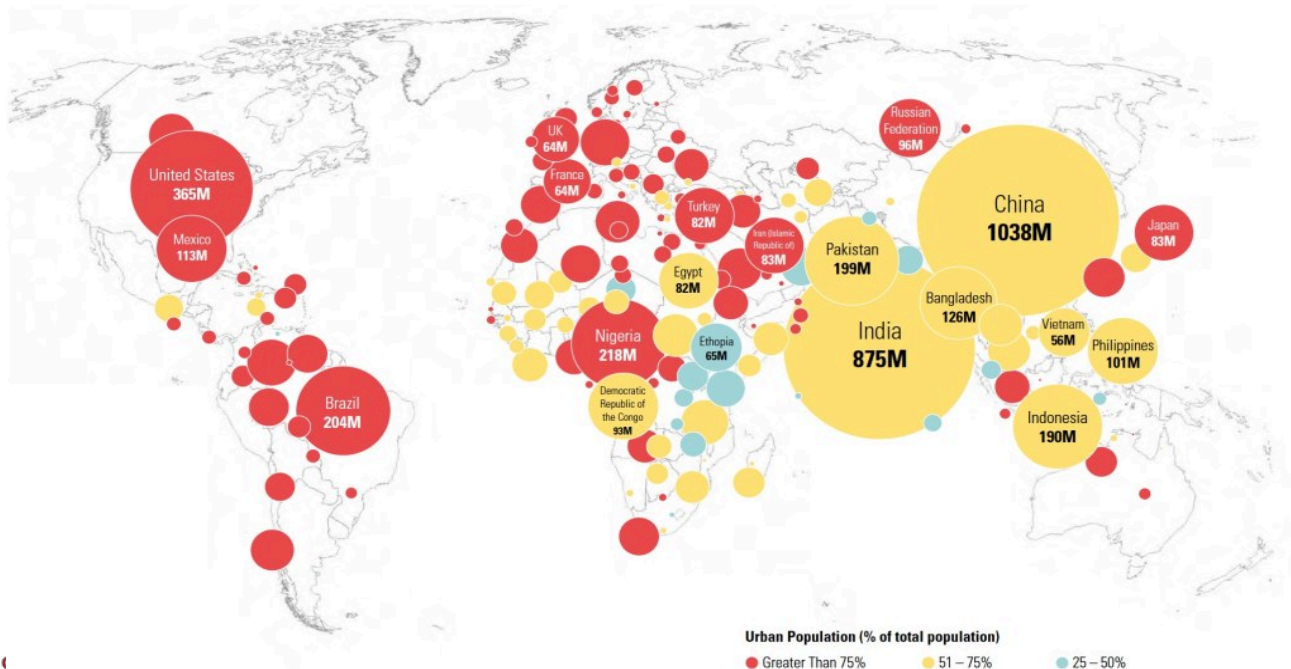 United States
365M
Mexico
113M
Brazil
204M
UK
64M
France
64M
Turkey
82M
Iran (Islamic
Republic of)
83M
Egypt
82M
Nigeria
218M
Ethopia
65M
Democratic
Republic of
the Congo
93M
Russian
Federation
96M
China
1038M
Japan
83M
Pakistan
199M
India
875M
Bangladesh
126M
Vietnam
56M
Philippines
101M
Indonesia
190M
Urban Population (% of total population)
Greater Than 75%
51 – 75%
25 – 50%